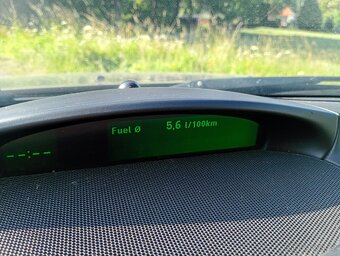 Fuel Ø 5,6 l/100km
--:--